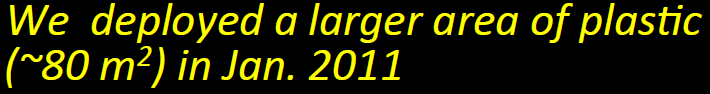 We  deployed a larger area of plastic
(~80 m²) in Jan. 2011